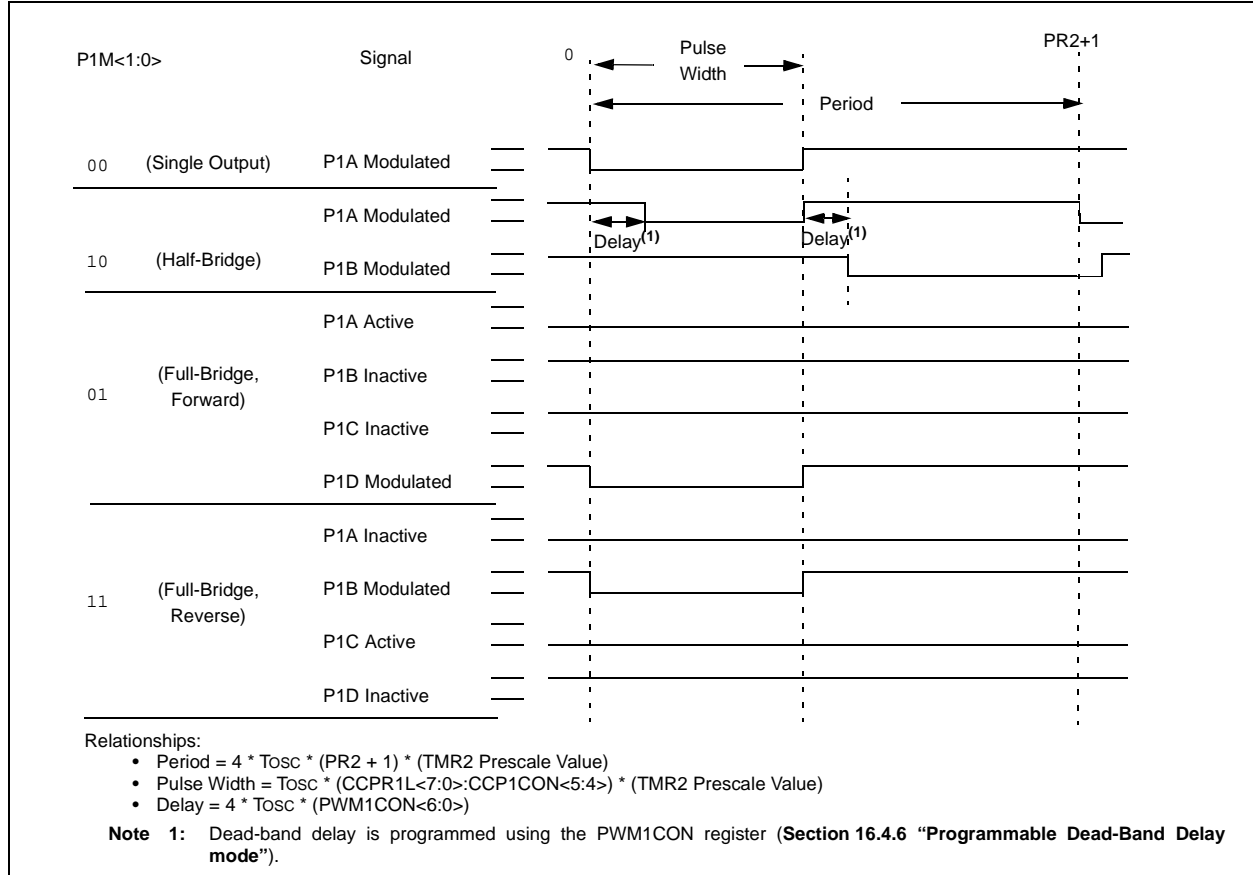 P1M<1:0> Signal 0 Pulse Width PR2+1
Period
00 (Single Output) P1A Modulated
P1A Modulated
Delay(1) Delay(1)
10 (Half-Bridge) P1B Modulated
P1A Active
P1B Inactive
01 (Full-Bridge, Forward)
P1C Inactive
P1D Modulated
P1A Inactive
P1B Modulated
11 (Full-Bridge, Reverse)
P1C Active
P1D Inactive
Relationships:
• Period = 4 * TOSC * (PR2 + 1) * (TMR2 Prescale Value)
• Pulse Width = TOSC * (CCPR1L<7:0>:CCP1CON<5:4>) * (TMR2 Prescale Value)
• Delay = 4 * TOSC * (PWM1CON<6:0>)
Note 1: Dead-band delay is programmed using the PWM1CON register (Section 16.4.6 “Programmable Dead-Band Delay
mode”).